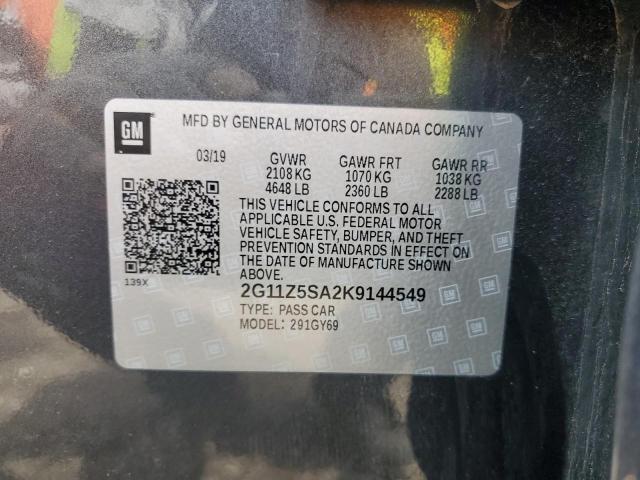 GM
MFD BY GENERAL MOTORS OF CANADA COMPANY
03/19 GVWR GAWR FRT GAWR RR
2108 KG 1070 KG 1038 KG
4648 LB 2360 LB 2288 LB
THIS VEHICLE CONFORMS TO ALL
APPLICABLE U.S. FEDERAL MOTOR
VEHICLE SAFETY, BUMPER, AND THEFT
PREVENTION STANDARDS IN EFFECT ON
THE DATE OF MANUFACTURE SHOWN
ABOVE.
139X
2G11Z5SA2K9144549
TYPE: PASS CAR
MODEL: 291GY69